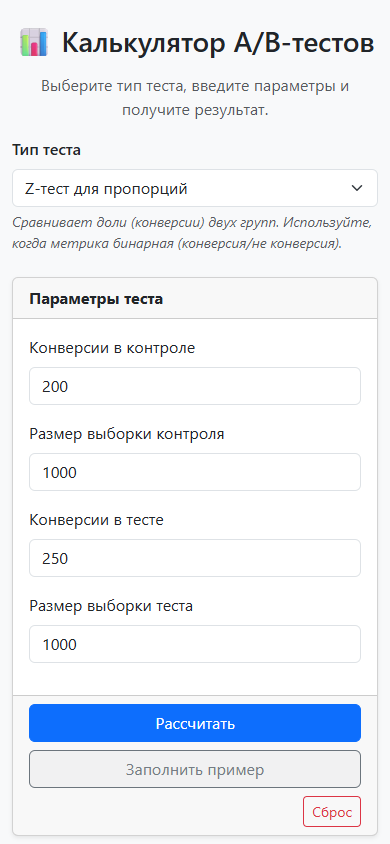 Калькулятор A/B-тестов
Выберите тип теста, введите параметры и
получите результат.
Тип теста
Z-тест для пропорций
Сравнивает доли (конверсии) двух групп. Используйте,
когда метрика бинарная (конверсия/не конверсия).
Параметры теста
Конверсии в контроле
200
Размер выборки контроля
1000
Конверсии в тесте
250
Размер выборки теста
1000
Рассчитать
Заполнить пример
Сброс